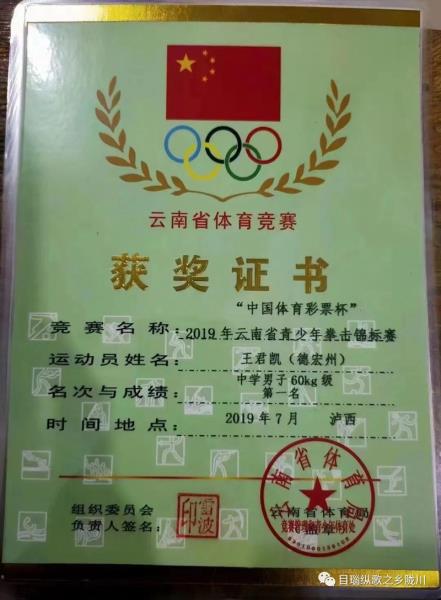 云南省体育竞赛
获奖证书
“中国体育彩票杯”
竞赛名称：2019年云南省青少年拳击锦标赛
运动员姓名：王君凯（德宏州）
中学男子60kg级
名次与成绩：第一名
时间地点：2019年7月 泸西
组织委员会
负责人签名：
云南省体育局
目瑙纵歌之乡陇川